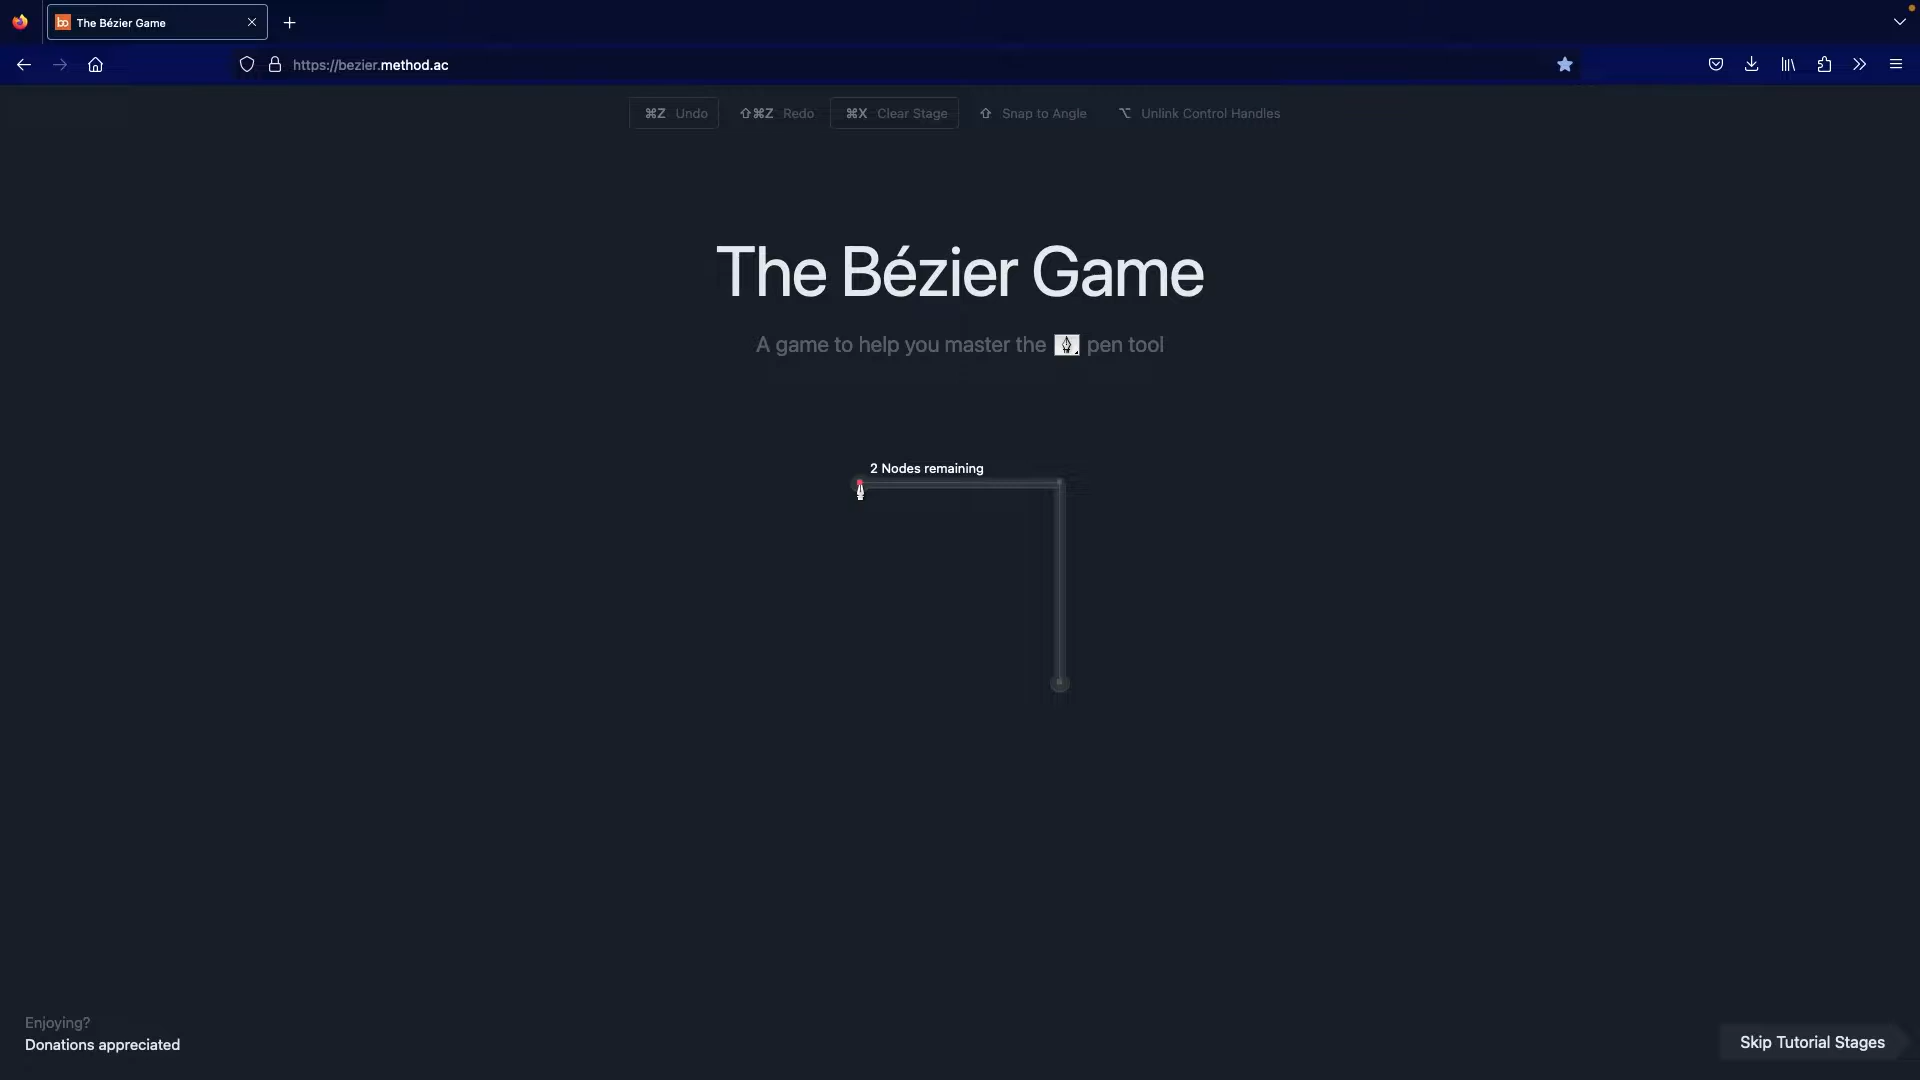 The Bézier Game
https://bezier.method.ac
⌘Z Undo ⇧⌘Z Redo ⌘X Clear Stage ⇧ Snap to Angle ⌥ Unlink Control Handles
The Bézier Game
A game to help you master the pen tool
2 Nodes remaining
Enjoying?
Donations appreciated
Skip Tutorial Stages